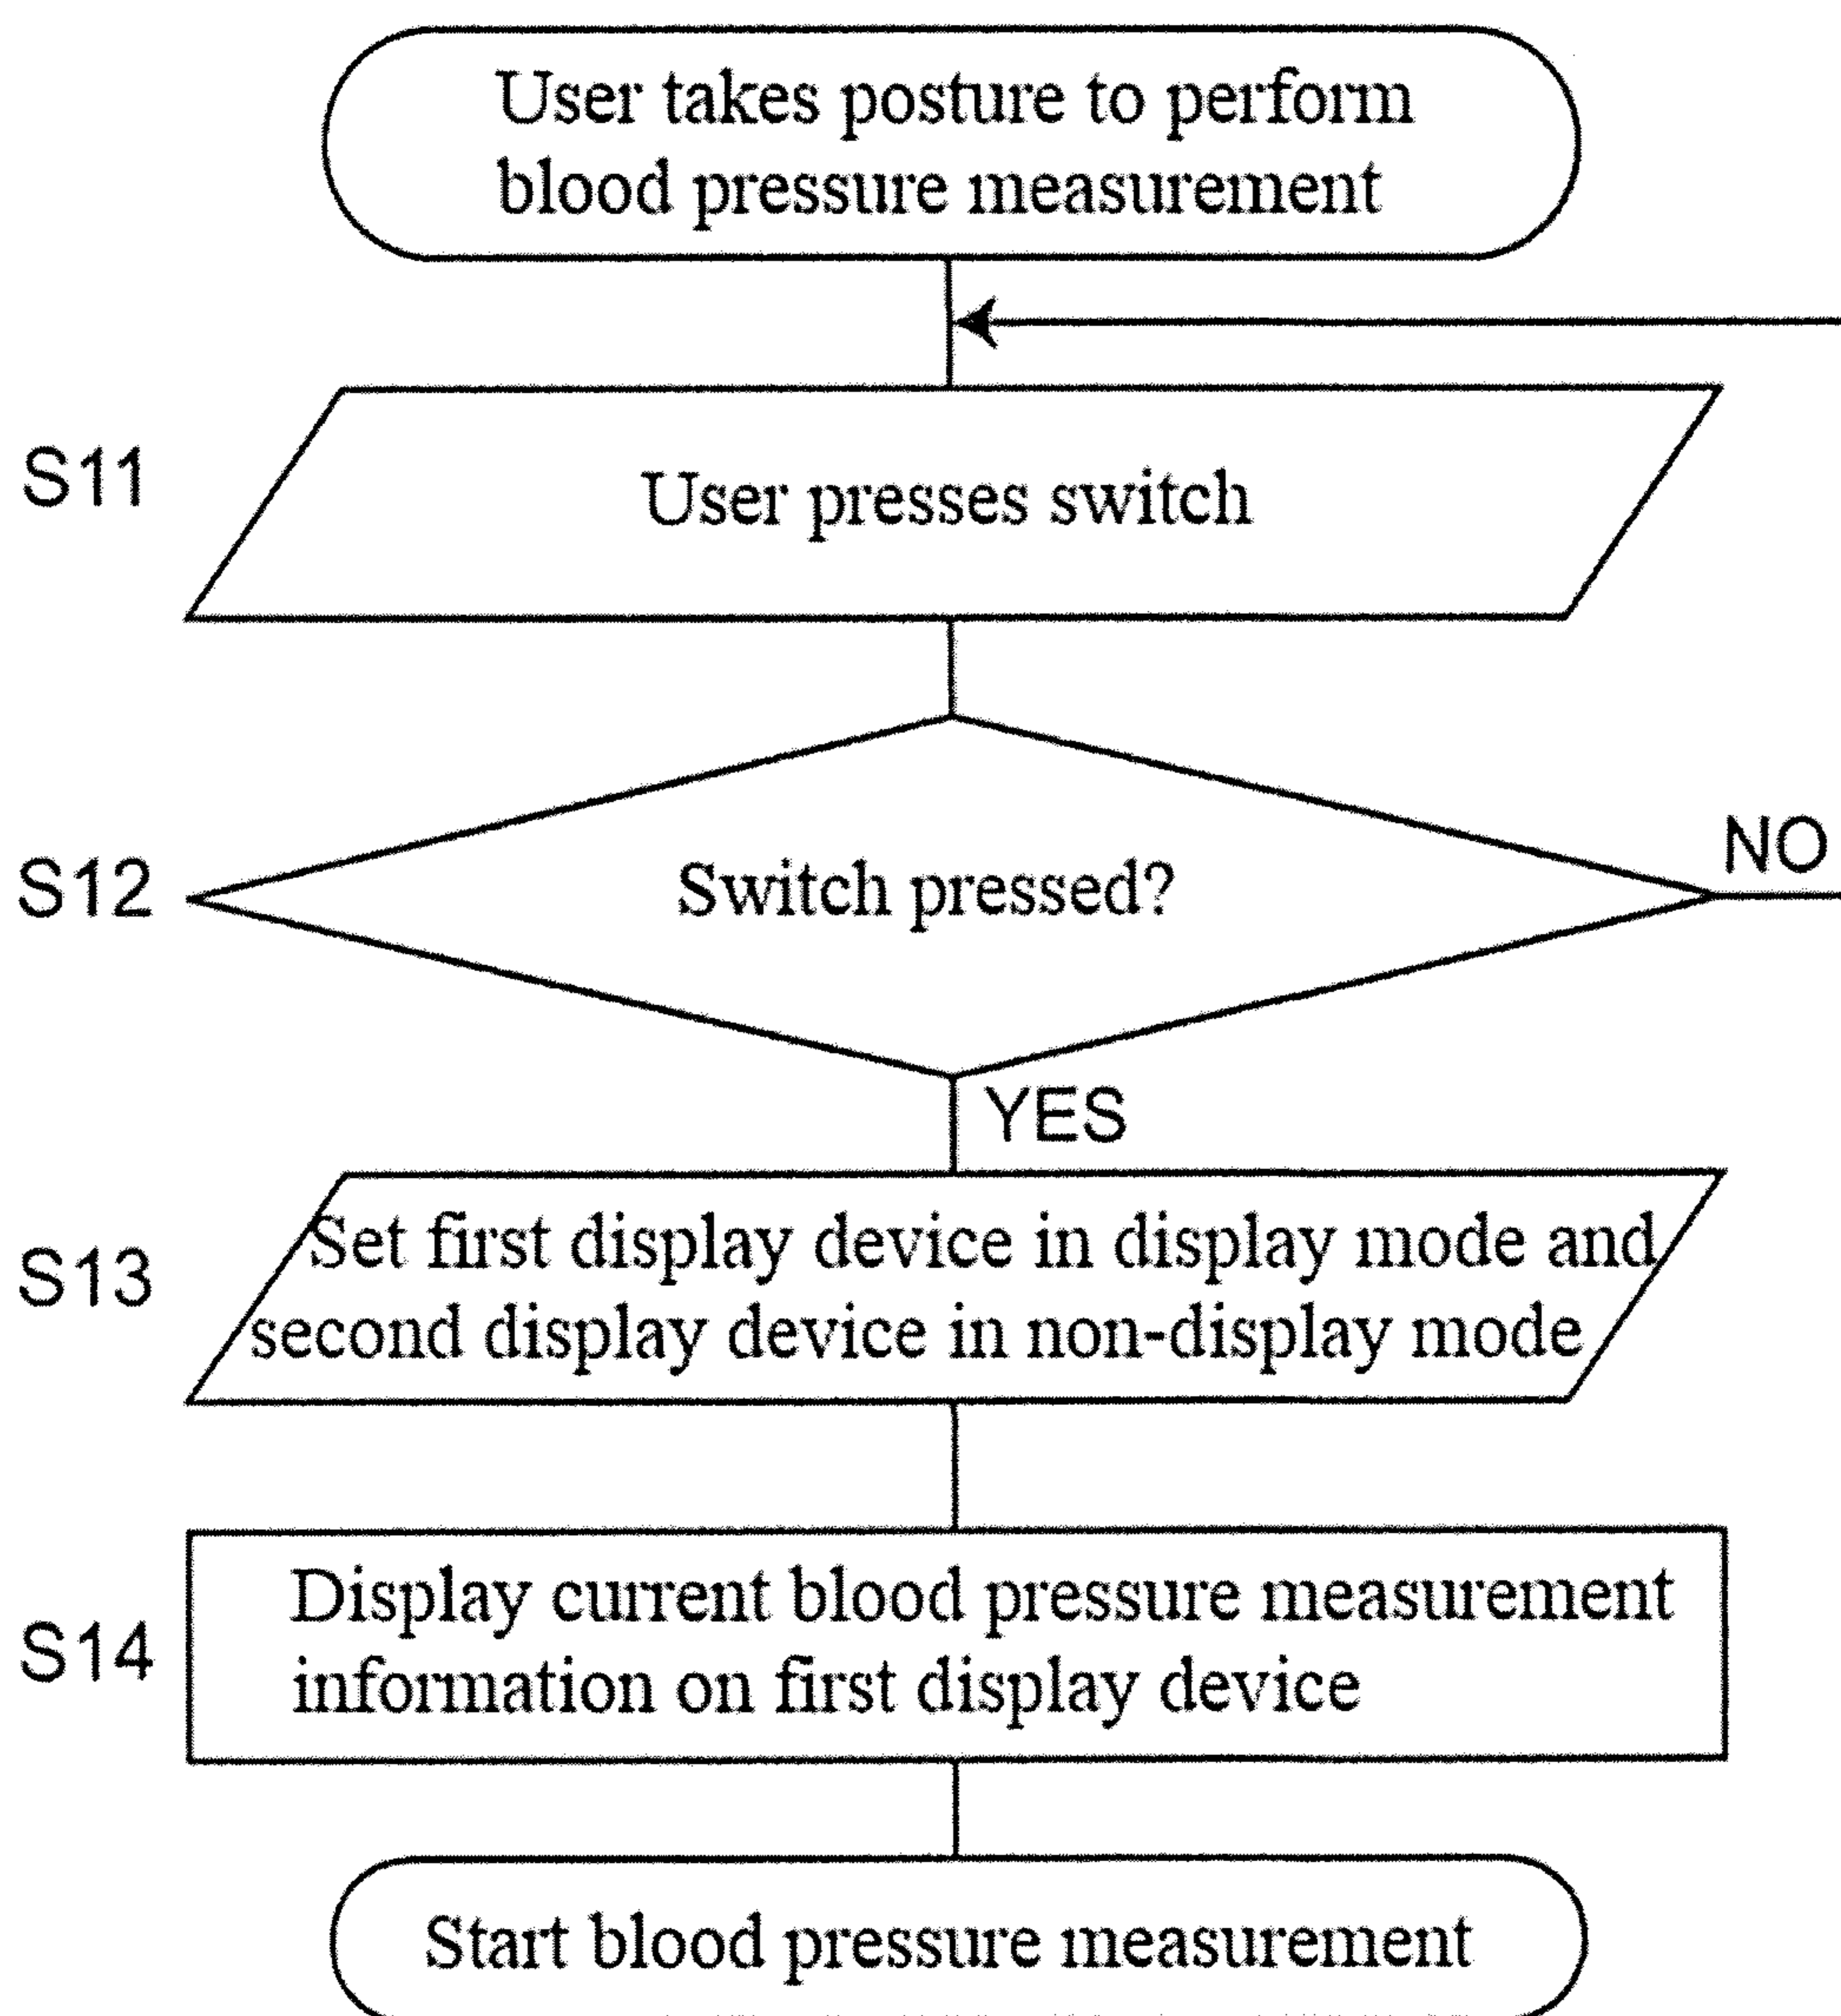 User takes posture to perform
blood pressure measurement
S11
User presses switch
S12
Switch pressed?
NO
YES
S13
Set first display device in display mode and
second display device in non-display mode
S14
Display current blood pressure measurement
information on first display device
Start blood pressure measurement